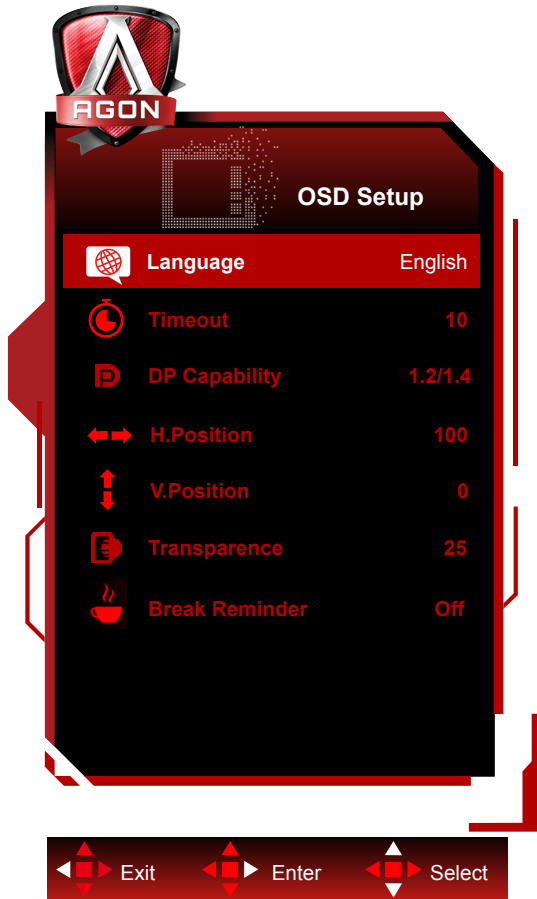 AGON
OSD Setup
Language English
Timeout 10
DP Capability 1.2/1.4
H.Position 100
V.Position 0
Transparence 25
Break Reminder Off
Exit Enter Select